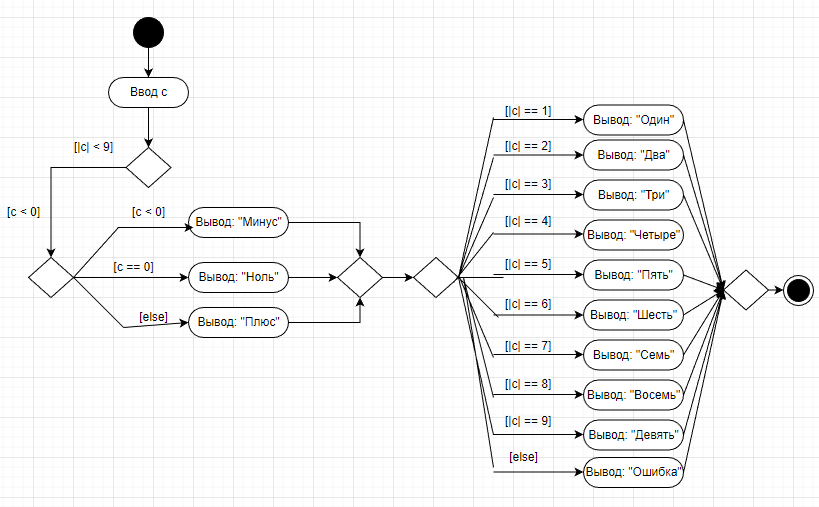 Ввод с
[|c| < 9]
[c < 0]
[c < 0]
Вывод: "Минус"
[c == 0]
Вывод: "Ноль"
[else]
Вывод: "Плюс"
[|c| == 1]
Вывод: "Один"
[|c| == 2]
Вывод: "Два"
[|c| == 3]
Вывод: "Три"
[|c| == 4]
Вывод: "Четыре"
[|c| == 5]
Вывод: "Пять"
[|c| == 6]
Вывод: "Шесть"
[|c| == 7]
Вывод: "Семь"
[|c| == 8]
Вывод: "Восемь"
[|c| == 9]
Вывод: "Девять"
[else]
Вывод: "Ошибка"